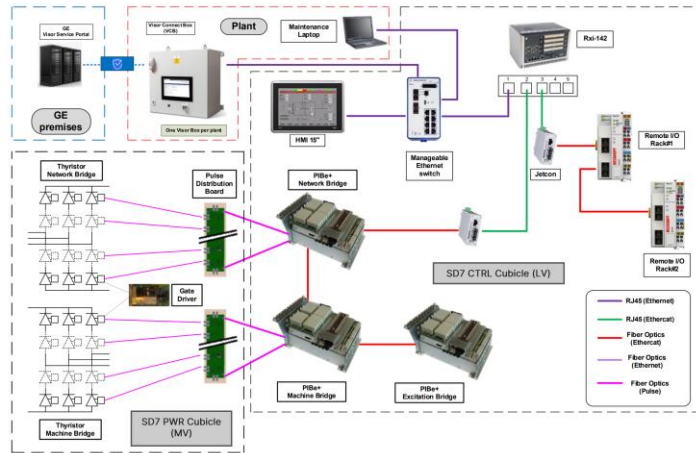 GE
Visor Service Portal
GE
premises
Visor Connect Box
(VCB)
Plant
One Visor Box per plant
Maintenance
Laptop
HMI 15"
Manageable
Ethernet
switch
Rxi-142
1
2
3
4
5
Jetcon
Remote I/O
Rack#1
Remote I/O
Rack#2
Thyristor
Network Bridge
Pulse
Distribution
Board
Gate
Driver
Thyristor
Machine Bridge
SD7 PWR Cubicle
(MV)
PIBe+
Network Bridge
PIBe+
Machine Bridge
PIBe+
Excitation Bridge
SD7 CTRL Cubicle (LV)
RJ45 (Ethernet)
RJ45 (Ethercat)
Fiber Optics
(Ethercat)
Fiber Optics
(Ethernet)
Fiber Optics
(Pulse)